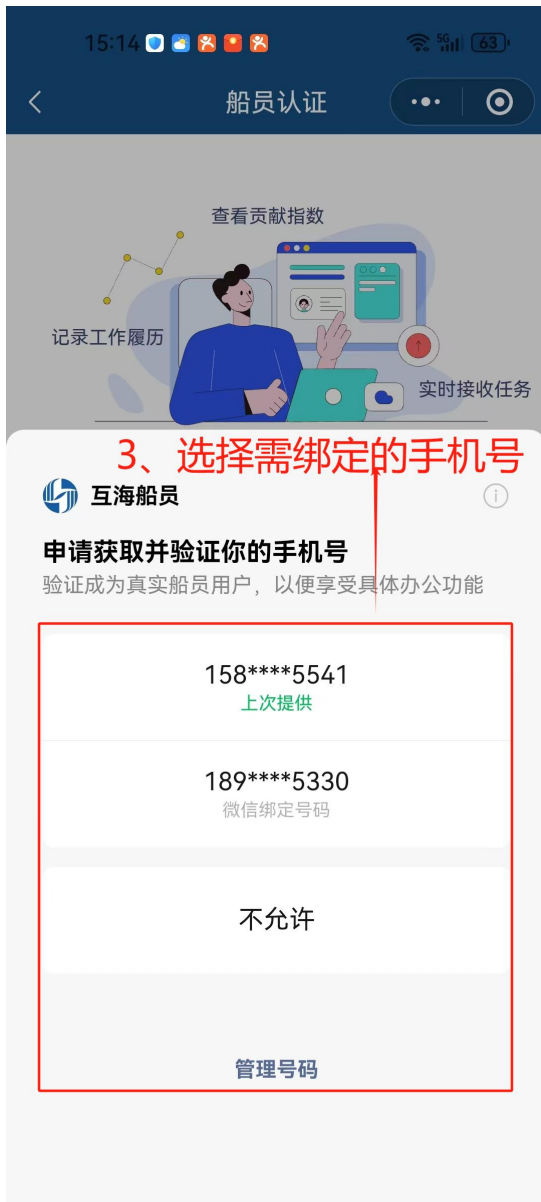 15:14
5G
63
船员认证
查看贡献指数
记录工作履历
实时接收任务
3、选择需绑定的手机号
互海船员
申请获取并验证你的手机号
验证成为真实船员用户，以便享受具体办公功能
158****5541
上次提供
189****5330
微信绑定号码
不允许
管理号码